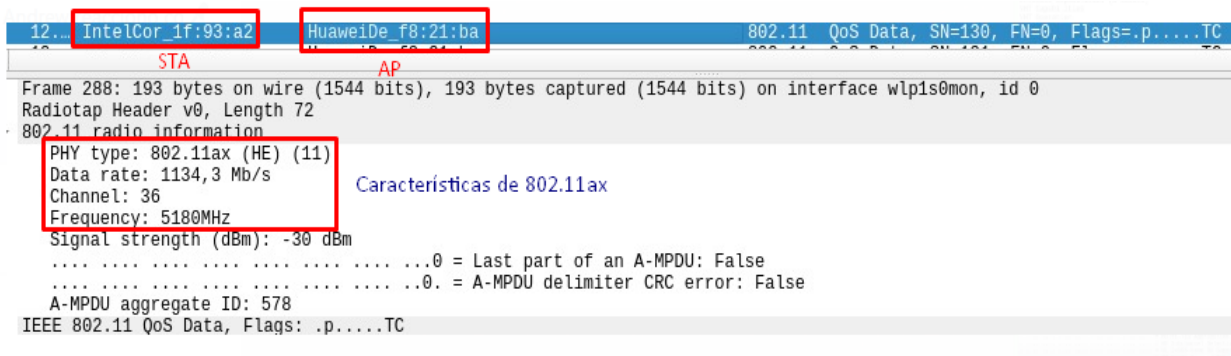 12.… IntelCor_1f:93:a2 HuaweiDe_f8:21:ba 802.11 QoS Data, SN=130, FN=0, Flags=.p.....TC
STA
AP
Frame 288: 193 bytes on wire (1544 bits), 193 bytes captured (1544 bits) on interface wlp1s0mon, id 0
Radiotap Header v0, Length 72
802.11 radio information
PHY type: 802.11ax (HE) (11)
Data rate: 1134,3 Mb/s
Características de 802.11ax
Channel: 36
Frequency: 5180MHz
Signal strength (dBm): -30 dBm
.... .... .... .... .... .... .... ...0 = Last part of an A-MPDU: False
.... .... .... .... .... .... .... ..0. = A-MPDU delimiter CRC error: False
A-MPDU aggregate ID: 578
IEEE 802.11 QoS Data, Flags: .p.....TC